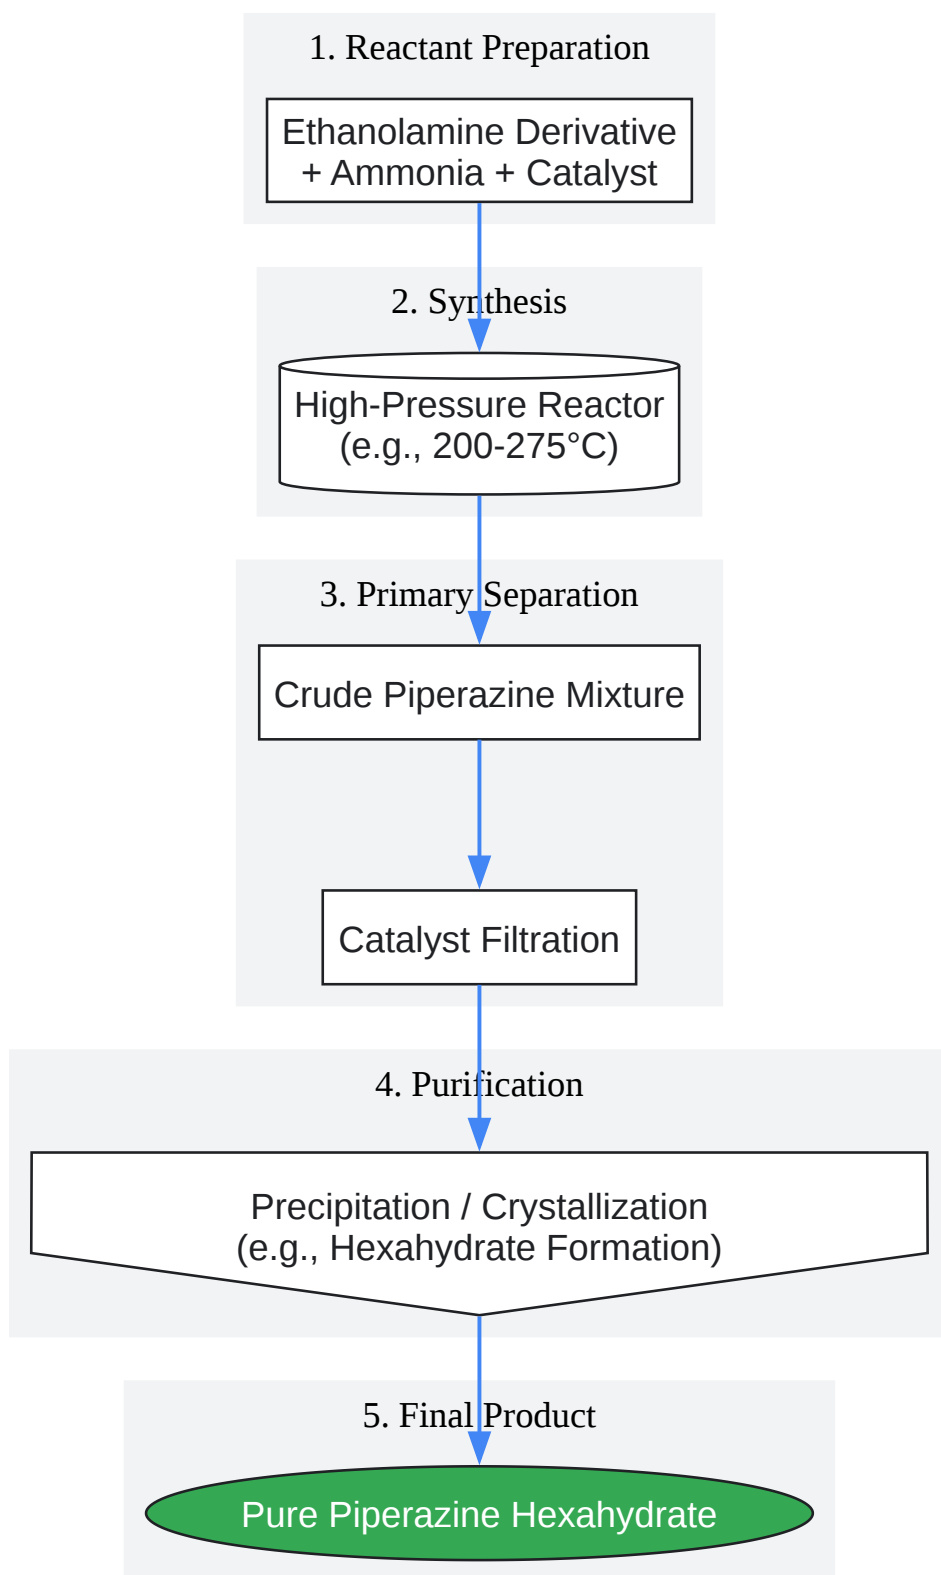 1. Reactant Preparation
Ethanolamine Derivative
+ Ammonia + Catalyst
2. Synthesis
High-Pressure Reactor
(e.g., 200-275°C)
3. Primary Separation
Crude Piperazine Mixture
Catalyst Filtration
4. Purification
Precipitation / Crystallization
(e.g., Hexahydrate Formation)
5. Final Product
Pure Piperazine Hexahydrate